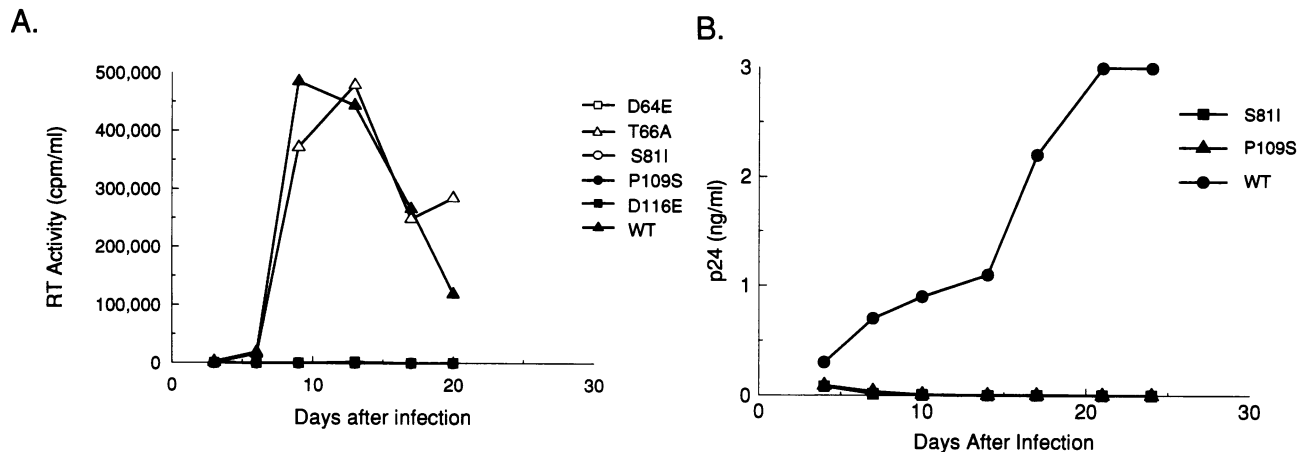 A.
500,000
400,000
300,000
200,000
100,000
0
RT Activity (cpm/ml)
0 10 20 30
Days after infection
D64E
T66A
S81I
P109S
D116E
WT
B.
3
2
1
0
p24 (ng/ml)
0 10 20 30
Days After Infection
S81I
P109S
WT